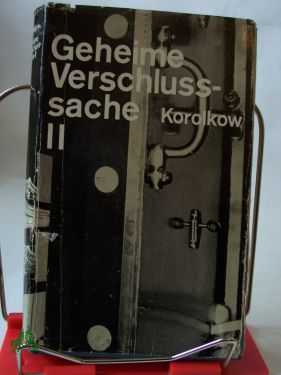 Geheime
Verschluss-
sache Korolkow
II